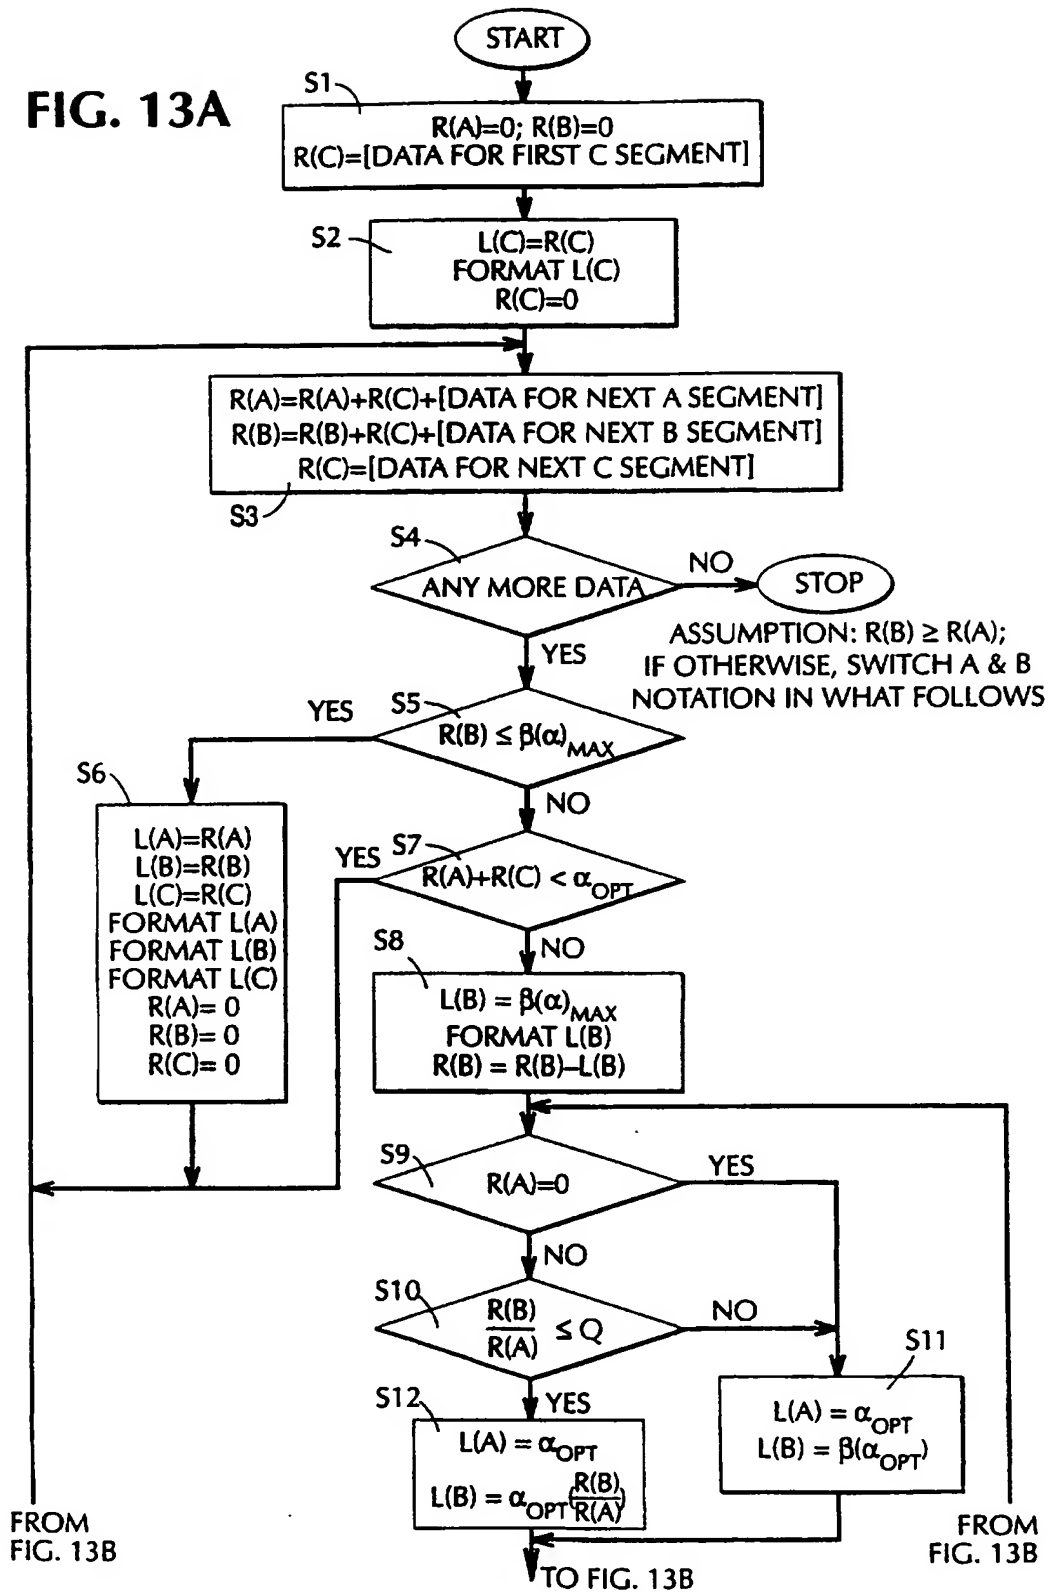 START
FIG. 13A
S1
R(A)=0; R(B)=0
R(C)=[DATA FOR FIRST C SEGMENT]
S2
L(C)=R(C)
FORMAT L(C)
R(C)=0
R(A)=R(A)+R(C)+[DATA FOR NEXT A SEGMENT]
R(B)=R(B)+R(C)+[DATA FOR NEXT B SEGMENT]
R(C)=[DATA FOR NEXT C SEGMENT]
S3
S4
ANY MORE DATA
NO
STOP
YES
ASSUMPTION: R(B) ≥ R(A);
IF OTHERWISE, SWITCH A & B
NOTATION IN WHAT FOLLOWS
S5
R(B) ≤ β(α)MAX
YES
NO
S6
L(A)=R(A)
L(B)=R(B)
L(C)=R(C)
FORMAT L(A)
FORMAT L(B)
FORMAT L(C)
R(A)= 0
R(B)= 0
R(C)= 0
S7
YES
R(A)+R(C) < αOPT
NO
S8
L(B) = β(α)MAX
FORMAT L(B)
R(B) = R(B)–L(B)
S9
R(A)=0
YES
NO
S10
R(B)
R(A) ≤ Q
NO
YES
S11
L(A) = αOPT
L(B) = β(αOPT)
S12
L(A) = αOPT
L(B) = αOPT(R(B)/R(A))
FROM
FIG. 13B
FROM
FIG. 13B
TO FIG. 13B